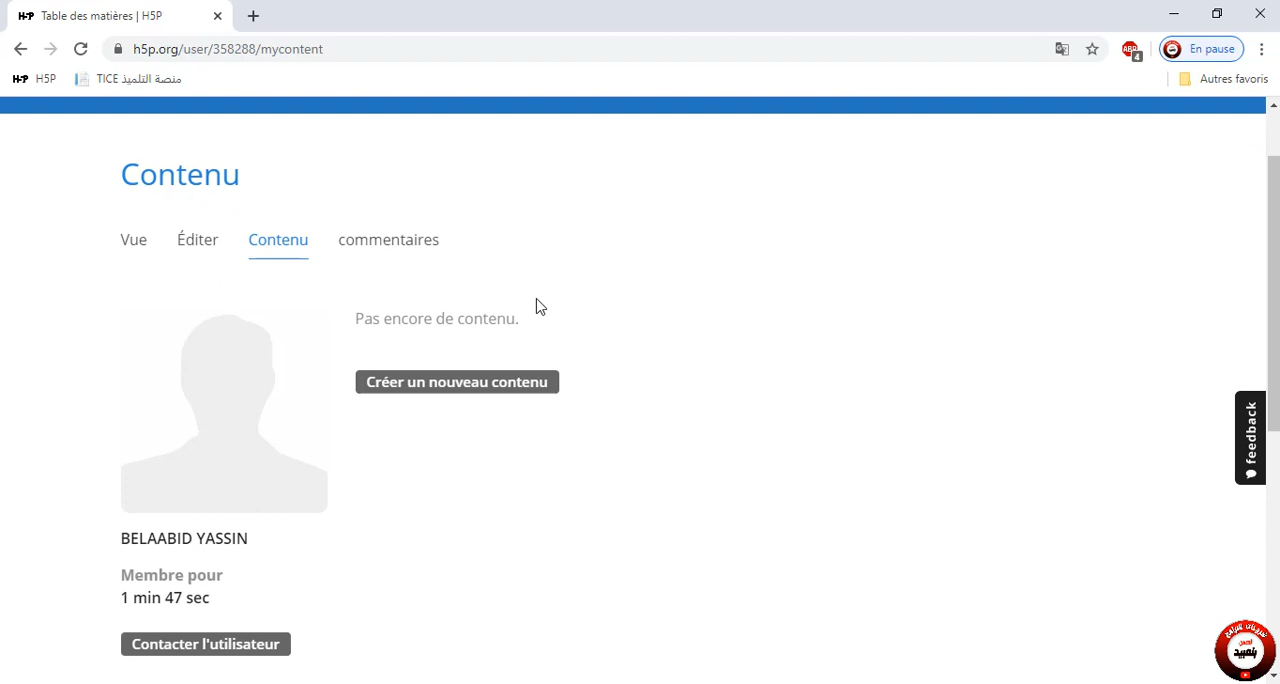 H-P Table des matières | H5P
h5p.org/user/358288/mycontent
ABP
4
En pause
H-P H5P
TICE منصة التلميذ
Autres favoris
Contenu
Vue Éditer Contenu commentaires
Pas encore de contenu.
Créer un nouveau contenu
feedback
BELAABID YASSIN
Membre pour
1 min 47 sec
Contacter l'utilisateur